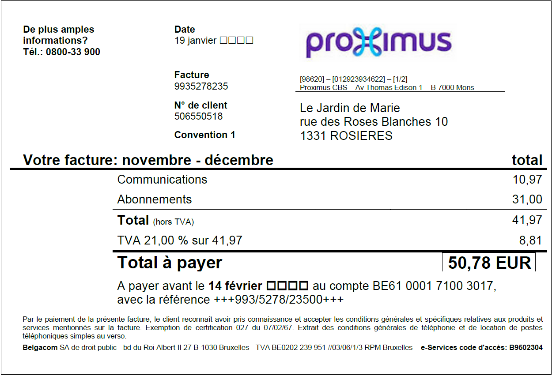 De plus amples
informations?
Tél.: 0800-33 900
Date
19 janvier □□□□
proximus
Facture
9935278235
[98620] – [012923934622] – [1/2]
Proximus CBS Av Thomas Edison 1 B 7000 Mons
N° de client
506550518
Convention 1
Le Jardin de Marie
rue des Roses Blanches 10
1331 ROSIERES
Votre facture: novembre - décembre total
Communications 10,97
Abonnements 31,00
Total (hors TVA) 41,97
TVA 21,00 % sur 41,97 8,81
Total à payer 50,78 EUR
A payer avant le 14 février □□□□ au compte BE61 0001 7100 3017,
avec la référence +++993/5278/23500+++
Par le paiement de la présente facture, le client reconnaît avoir pris connaissance et accepter les conditions générales et spécifiques relatives aux produits et
services mentionnés sur la facture. Exemption de certification 027 du 07/02/67. Extrait des conditions générales de téléphonie et de location de postes
téléphoniques simples au verso.
Belgacom SA de droit public bd du Roi Albert II 27 B 1030 Bruxelles TVA BE0202 239 951 //03/06/1/3 RPM Bruxelles e-Services code d'accès: B9602304